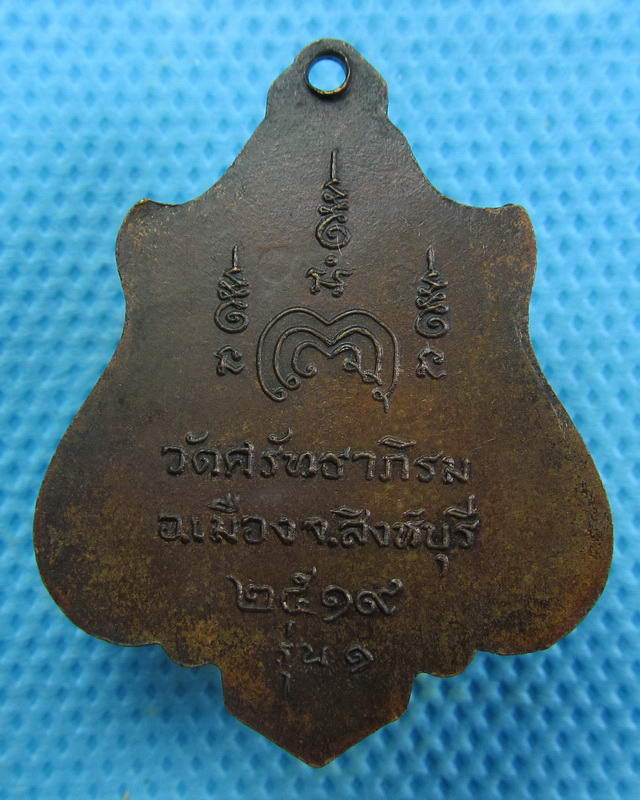 วัดศรัทธาภิรม
อ.เมือง จ.สิงห์บุรี
๒๕๑๙
รุ่น ๑